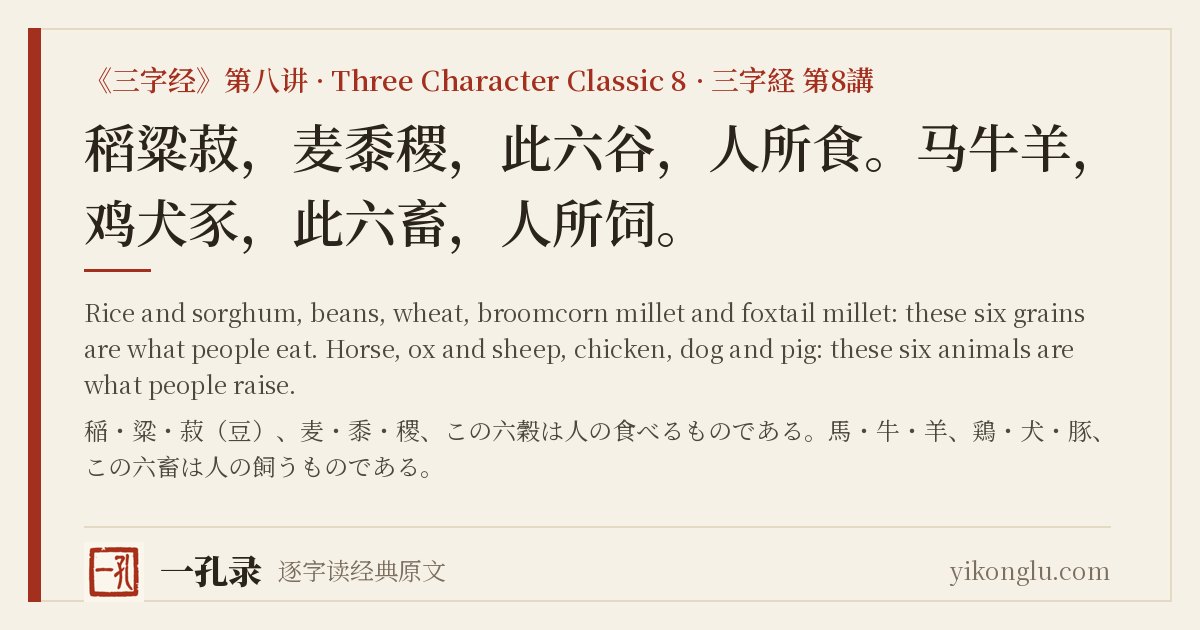 《三字经》第八讲 · Three Character Classic 8 · 三字経 第8講
稻粱菽，麦黍稷，此六谷，人所食。马牛羊，
鸡犬豕，此六畜，人所饲。
Rice and sorghum, beans, wheat, broomcorn millet and foxtail millet: these six grains
are what people eat. Horse, ox and sheep, chicken, dog and pig: these six animals are
what people raise.
稲・粱・菽（豆）、麦・黍・稷、この六穀は人の食べるものである。馬・牛・羊、鶏・犬・豚、
この六畜は人の飼うものである。
一孔
一孔录 逐字读经典原文
yikonglu.com